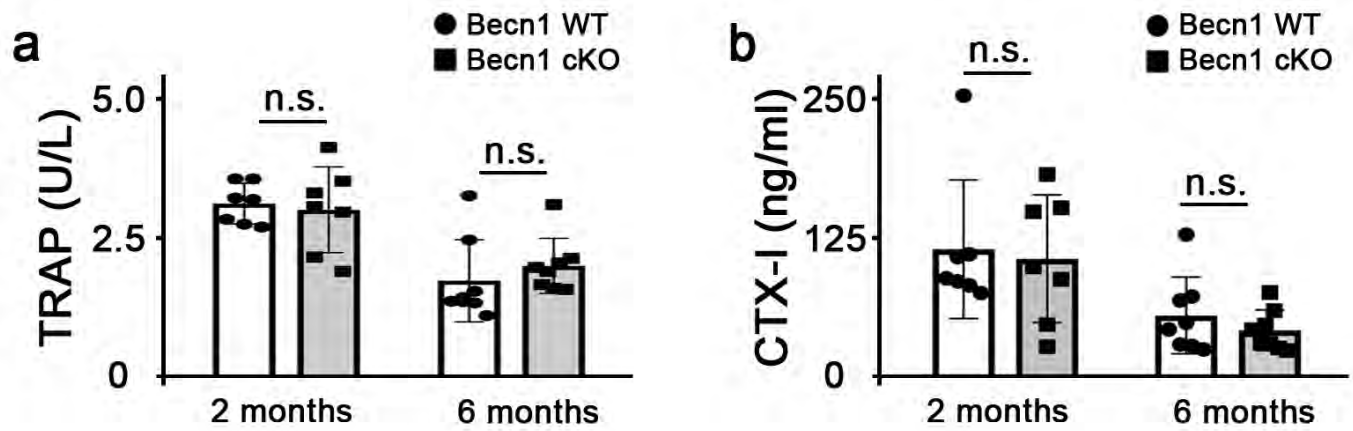 a
Becn1 WT
Becn1 cKO
TRAP (U/L)
5.0
2.5
0
n.s.
n.s.
2 months
6 months
b
Becn1 WT
Becn1 cKO
CTX-I (ng/ml)
250
125
0
n.s.
n.s.
2 months
6 months